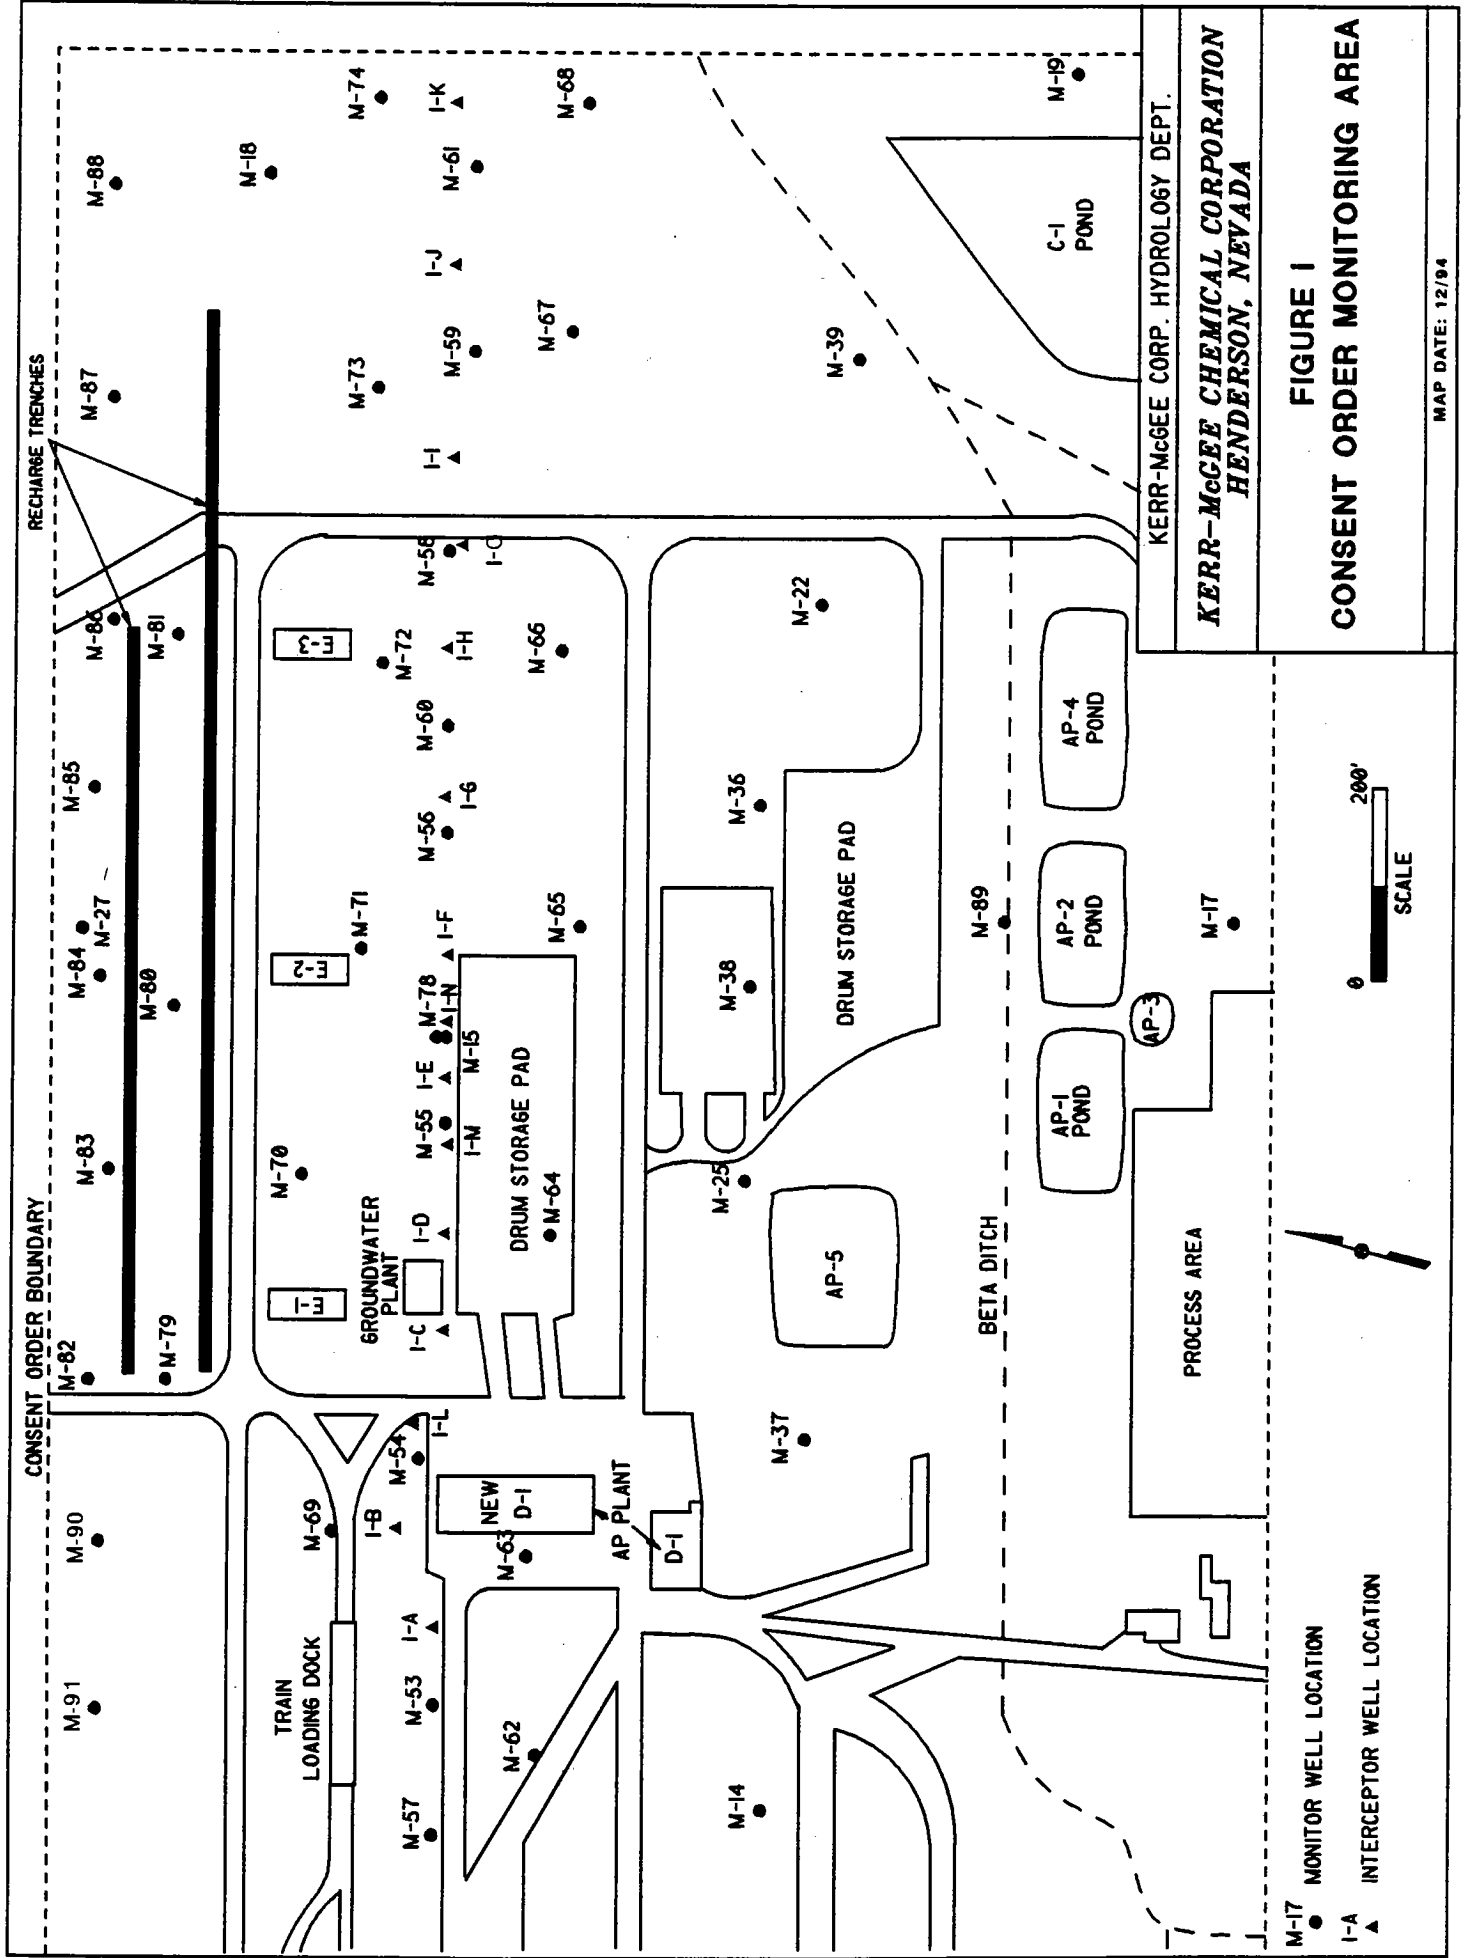 CONSENT ORDER BOUNDARY
RECHARGE TRENCHES
M-91
M-90
M-82
M-79
M-83
M-84
M-27
M-80
M-85
M-86
M-81
M-87
M-88
M-18
TRAIN
LOADING DOCK
M-69
E-1
M-70
E-2
M-71
E-3
M-72
M-73
M-74
GROUNDWATER
PLANT
M-57
M-53
I-A
I-B
M-54
I-L
I-C
I-D
M-55
I-M
I-E
M-78
I-N
M-15
I-F
M-56
I-G
M-60
I-H
M-58
I-O
I-I
M-59
I-J
M-61
I-K
M-62
M-63
NEW
D-1
AP PLANT
D-1
DRUM STORAGE PAD
M-64
M-65
M-66
M-67
M-68
M-14
M-37
M-25
AP-5
M-38
M-36
DRUM STORAGE PAD
M-22
M-39
BETA DITCH
M-89
AP-1
POND
AP-2
POND
AP-3
AP-4
POND
C-1
POND
M-19
PROCESS AREA
M-17
0
200'
SCALE
M-17
MONITOR WELL LOCATION
I-A
INTERCEPTOR WELL LOCATION
KERR-McGEE CORP. HYDROLOGY DEPT.
KERR-McGEE CHEMICAL CORPORATION
HENDERSON, NEVADA
FIGURE 1
CONSENT ORDER MONITORING AREA
MAP DATE: 12/94